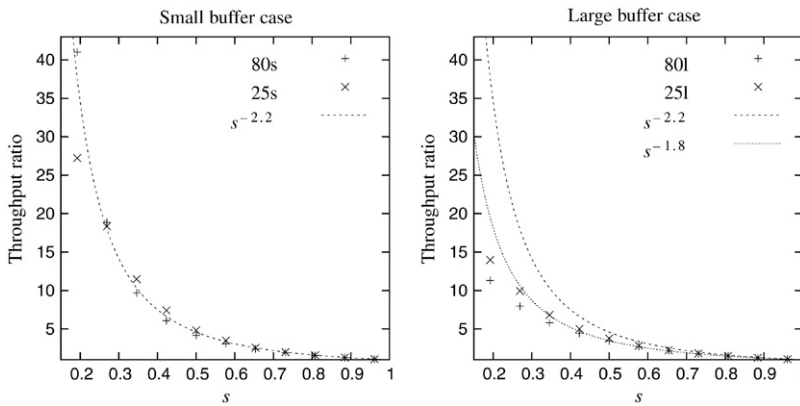 Small buffer case
Throughput ratio
40
35
30
25
20
15
10
5
80s
25s
s^{-2.2}
0.2 0.3 0.4 0.5 0.6 0.7 0.8 0.9 1
s
Large buffer case
Throughput ratio
40
35
30
25
20
15
10
5
80l
25l
s^{-2.2}
s^{-1.8}
0.2 0.3 0.4 0.5 0.6 0.7 0.8 0.9
s